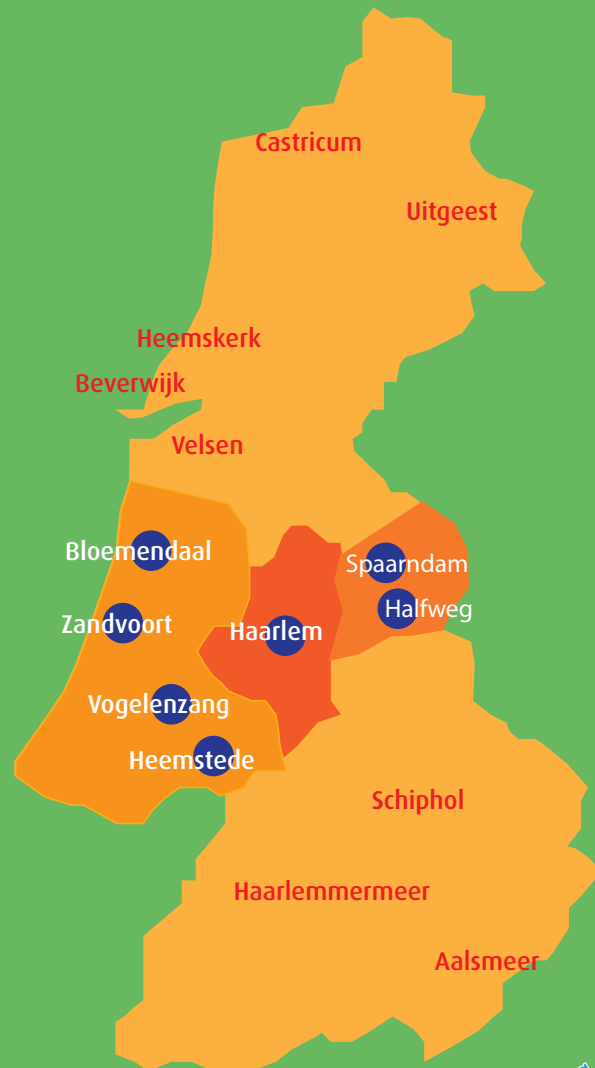 Castricum
Uitgeest
Heemskerk
Beverwijk
Velsen
Bloemendaal
Spaarndam
Halfweg
Zandvoort
Haarlem
Vogelenzang
Heemstede
Schiphol
Haarlemmermeer
Aalsmeer